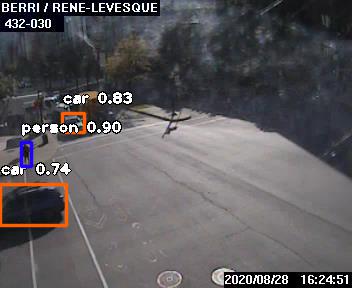 BERRI / RENE-LEVESQUE
432-030
car 0.83
person 0.90
car 0.74
2020/08/28 16:24:51